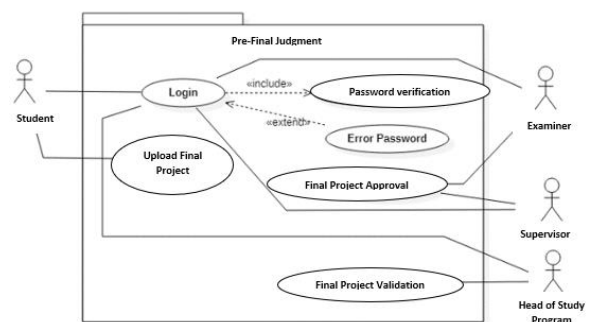 Pre-Final Judgment
Login
«include»
Password verification
Student
«extend»
Error Password
Examiner
Upload Final
Project
Final Project Approval
Supervisor
Final Project Validation
Head of Study
Program